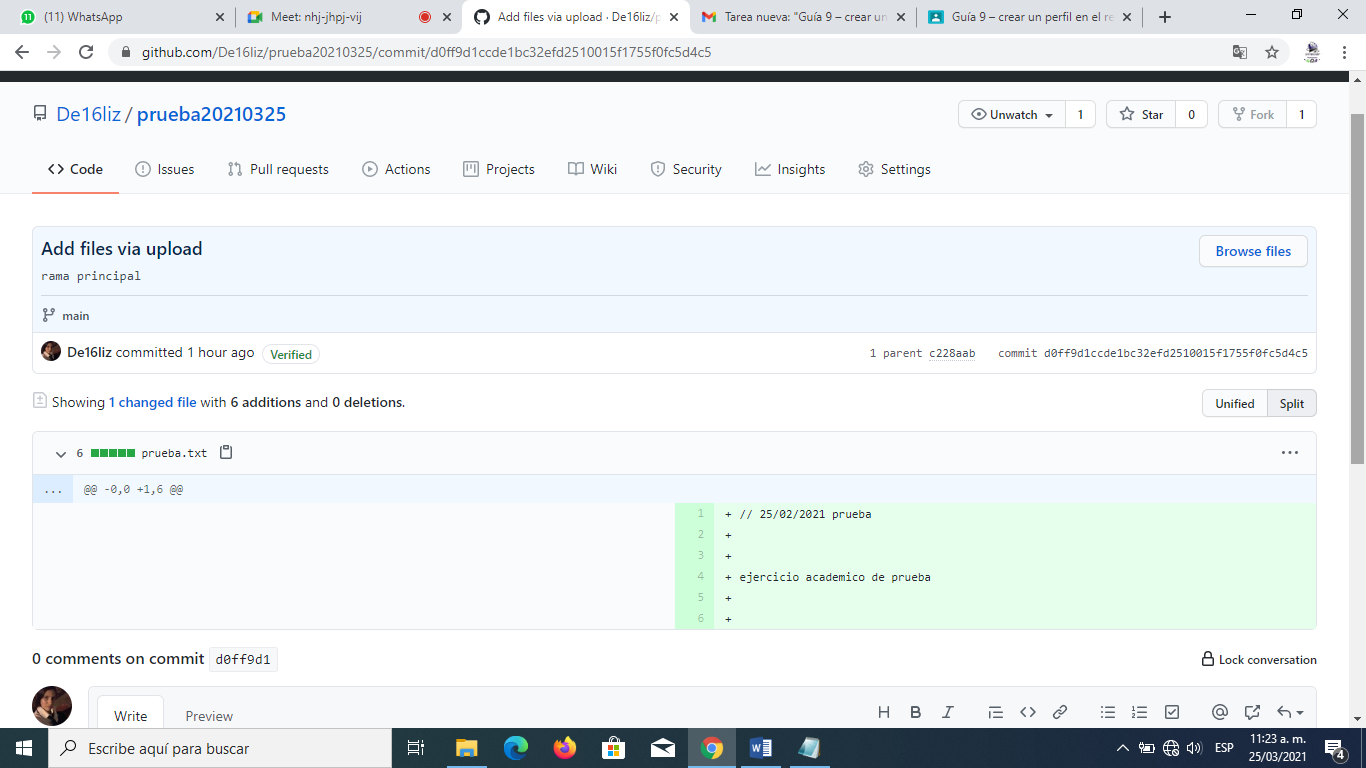 (11) WhatsApp
Meet: nhj-jhpj-vij
Add files via upload · De16liz/p
Tarea nueva: "Guía 9 – crear un
Guía 9 – crear un perfil en el re
github.com/De16liz/prueba20210325/commit/d0ff9d1ccde1bc32efd2510015f1755f0fc5d4c5
De16liz / prueba20210325
Unwatch 1
Star 0
Fork 1
Code
Issues
Pull requests
Actions
Projects
Wiki
Security
Insights
Settings
Add files via upload
Browse files
rama principal
main
De16liz committed 1 hour ago Verified
1 parent c228aab commit d0ff9d1ccde1bc32efd2510015f1755f0fc5d4c5
Showing 1 changed file with 6 additions and 0 deletions.
Unified Split
6 prueba.txt
... @@ -0,0 +1,6 @@
1 + // 25/02/2021 prueba
2 +
3 +
4 + ejercicio academico de prueba
5 +
6 +
0 comments on commit d0ff9d1
Lock conversation
Write Preview
Escribe aquí para buscar
ESP
11:23 a. m.
25/03/2021
4